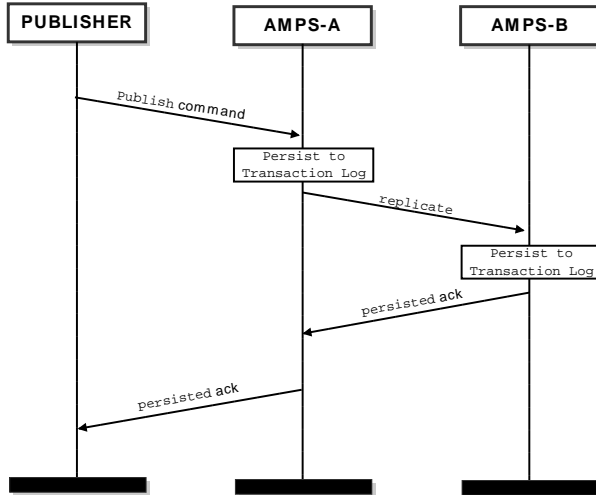 PUBLISHER
AMPS-A
AMPS-B
Publish command
Persist to
Transaction Log
replicate
Persist to
Transaction Log
persisted ack
persisted ack